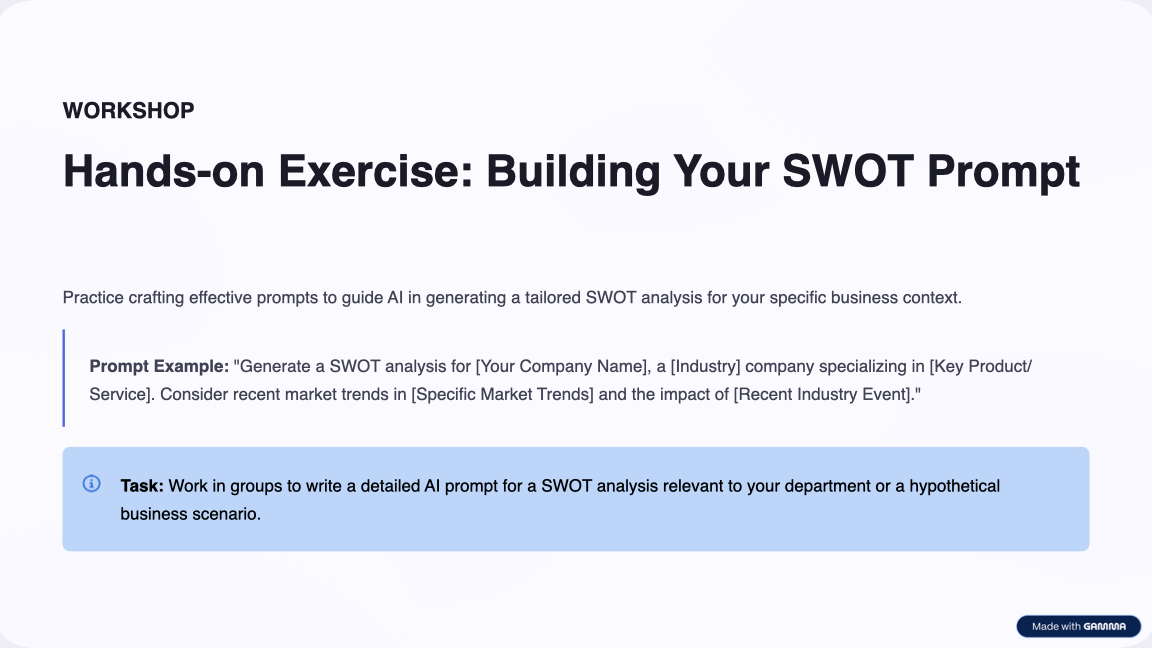 WORKSHOP
Hands-on Exercise: Building Your SWOT Prompt
Practice crafting effective prompts to guide AI in generating a tailored SWOT analysis for your specific business context.
Prompt Example: "Generate a SWOT analysis for [Your Company Name], a [Industry] company specializing in [Key Product/
Service]. Consider recent market trends in [Specific Market Trends] and the impact of [Recent Industry Event]."
Task: Work in groups to write a detailed AI prompt for a SWOT analysis relevant to your department or a hypothetical
business scenario.
Made with GAMMA